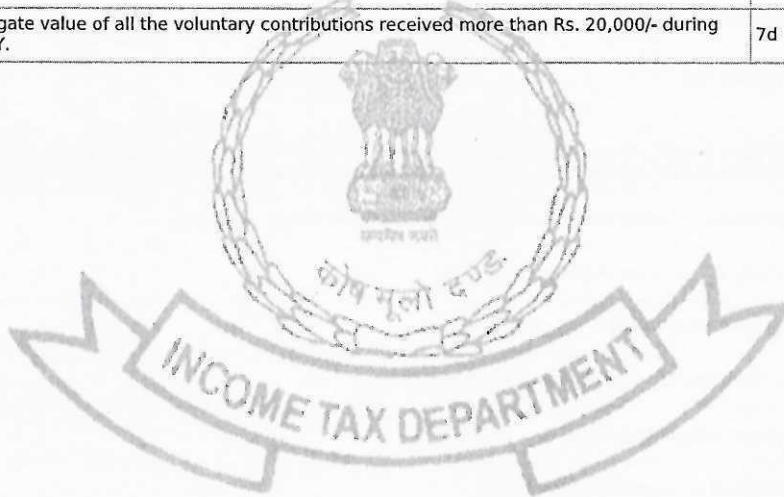 gate value of all the voluntary contributions received more than Rs. 20,000/- during
Y.
7d
कोष मूलो दण्ड
INCOME TAX DEPARTMENT